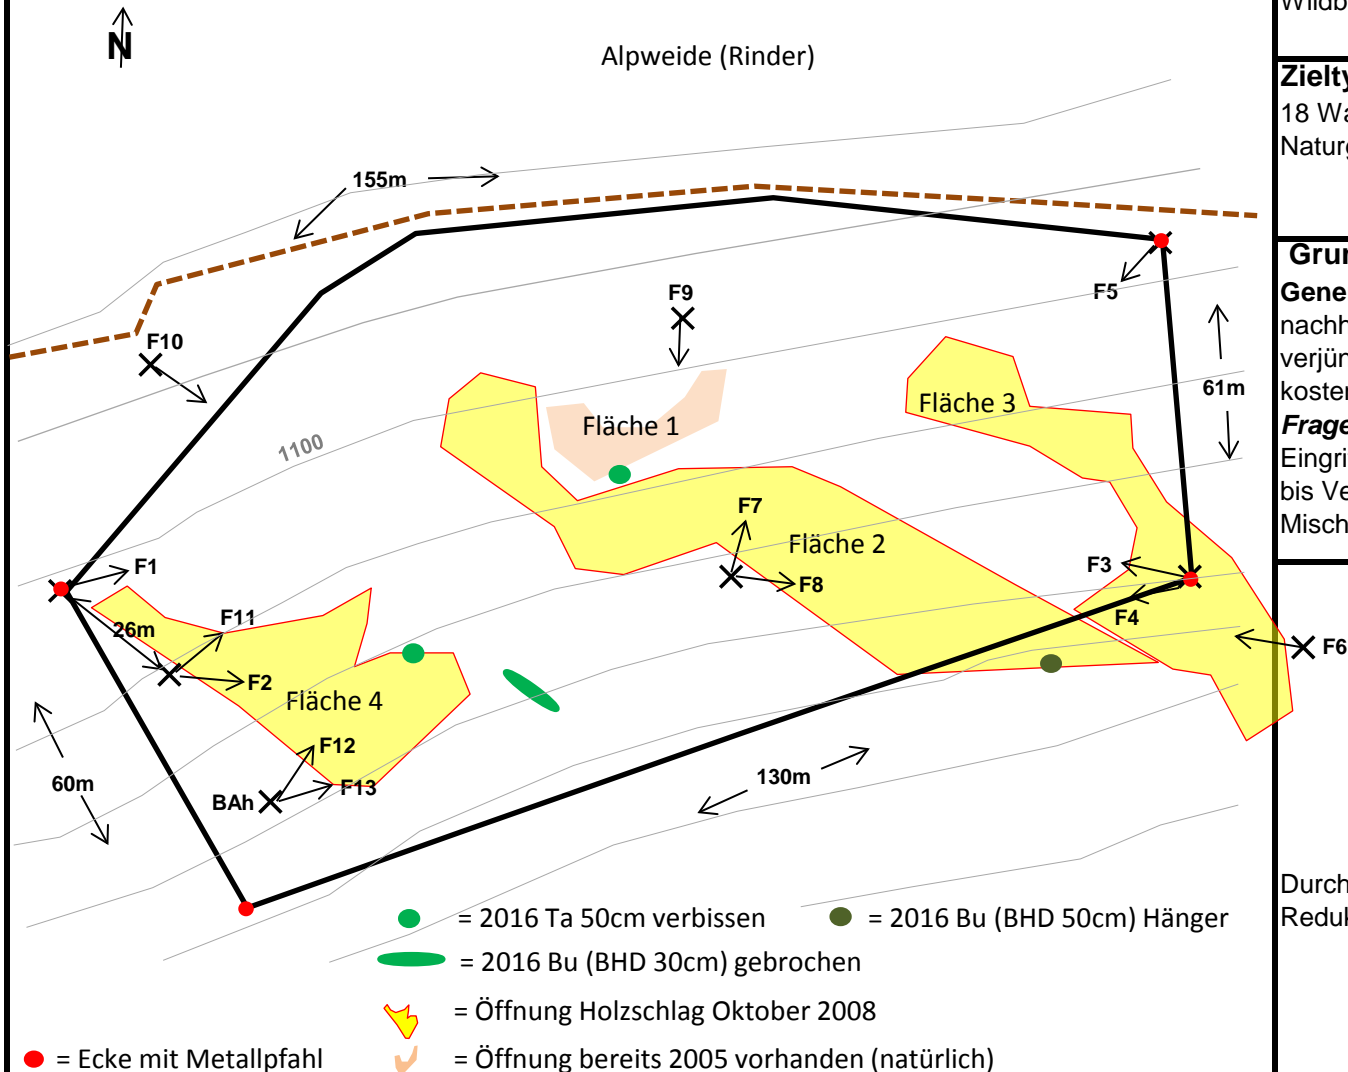 N
Alpweide (Rinder)
155m
F10
F9
F5
61m
Fläche 1
Fläche 3
1100
F7
Fläche 2
F8
F1
F3
F4
F6
26m
F11
F2
Fläche 4
F12
F13
BAh
60m
130m
= 2016 Ta 50cm verbissen
= 2016 Bu (BHD 50cm) Hänger
= 2016 Bu (BHD 30cm) gebrochen
= Öffnung Holzschlag Oktober 2008
= Ecke mit Metallpfahl
= Öffnung bereits 2005 vorhanden (natürlich)
Wildb
Zielty
18 Wa
Naturg
Grun
Gene
nachh
verjün
koster
Frage
Eingri
bis Ve
Misch
Durch
Reduk